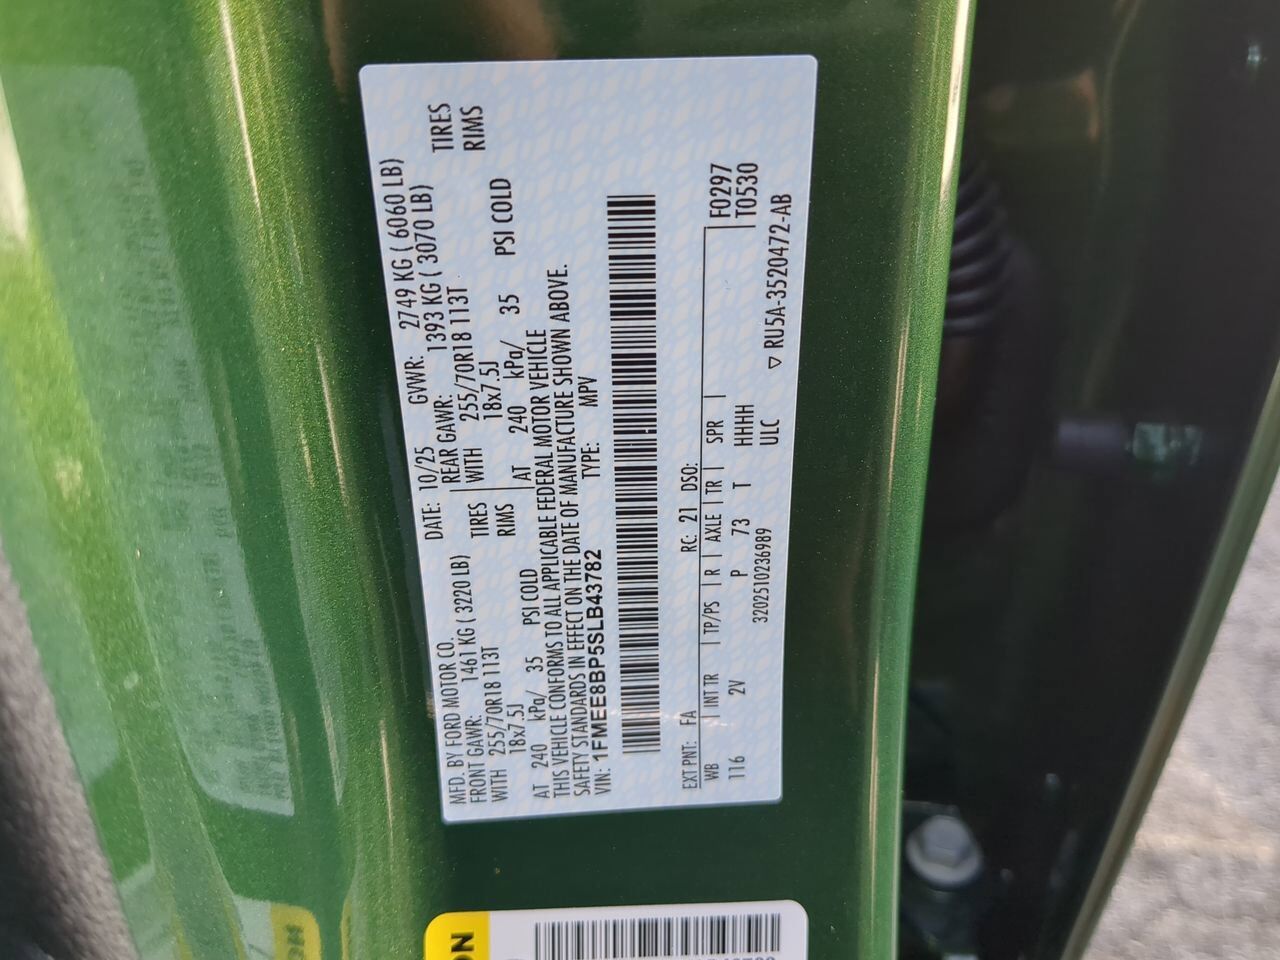 MFD. BY FORD MOTOR CO.
DATE: 10/25 GVWR: 2749 KG ( 6060 LB)
FRONT GAWR: 1461 KG ( 3220 LB) REAR GAWR: 1393 KG ( 3070 LB)
WITH 255/70R18 113T TIRES WITH 255/70R18 113T TIRES
18x7.5J RIMS 18x7.5J RIMS
AT 240 kPa/ 35 PSI COLD AT 240 kPa/ 35 PSI COLD
THIS VEHICLE CONFORMS TO ALL APPLICABLE FEDERAL MOTOR VEHICLE
SAFETY STANDARDS IN EFFECT ON THE DATE OF MANUFACTURE SHOWN ABOVE.
VIN: 1FMEE8BP5SLB43782 TYPE: MPV
EXT PNT: FA RC: 21 DSO: F0297
WB INT TR TP/PS R AXLE TR SPR T0530
116 2V P 73 T HHHH
3202510236989 ULC ▽ RU5A-3520472-AB